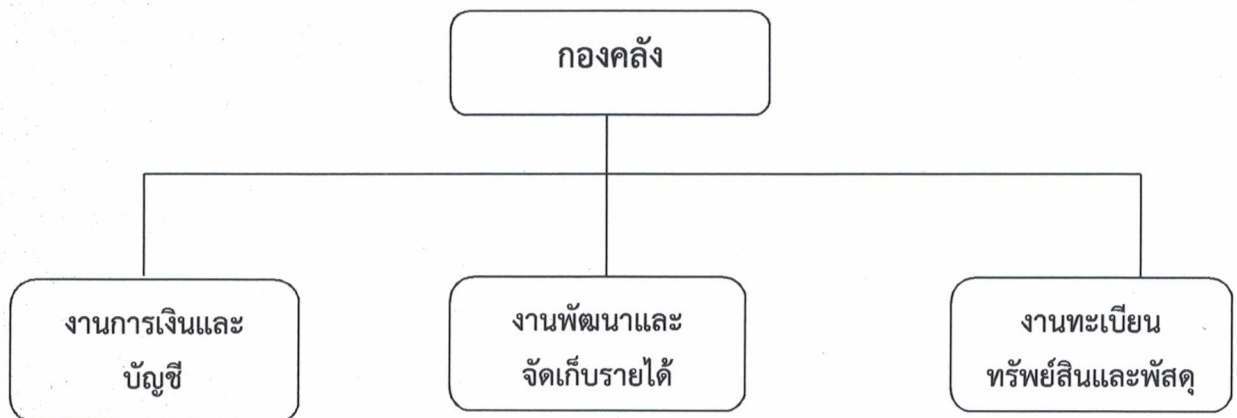 กองคลัง
งานการเงินและ
บัญชี
งานพัฒนาและ
จัดเก็บรายได้
งานทะเบียน
ทรัพย์สินและพัสดุ